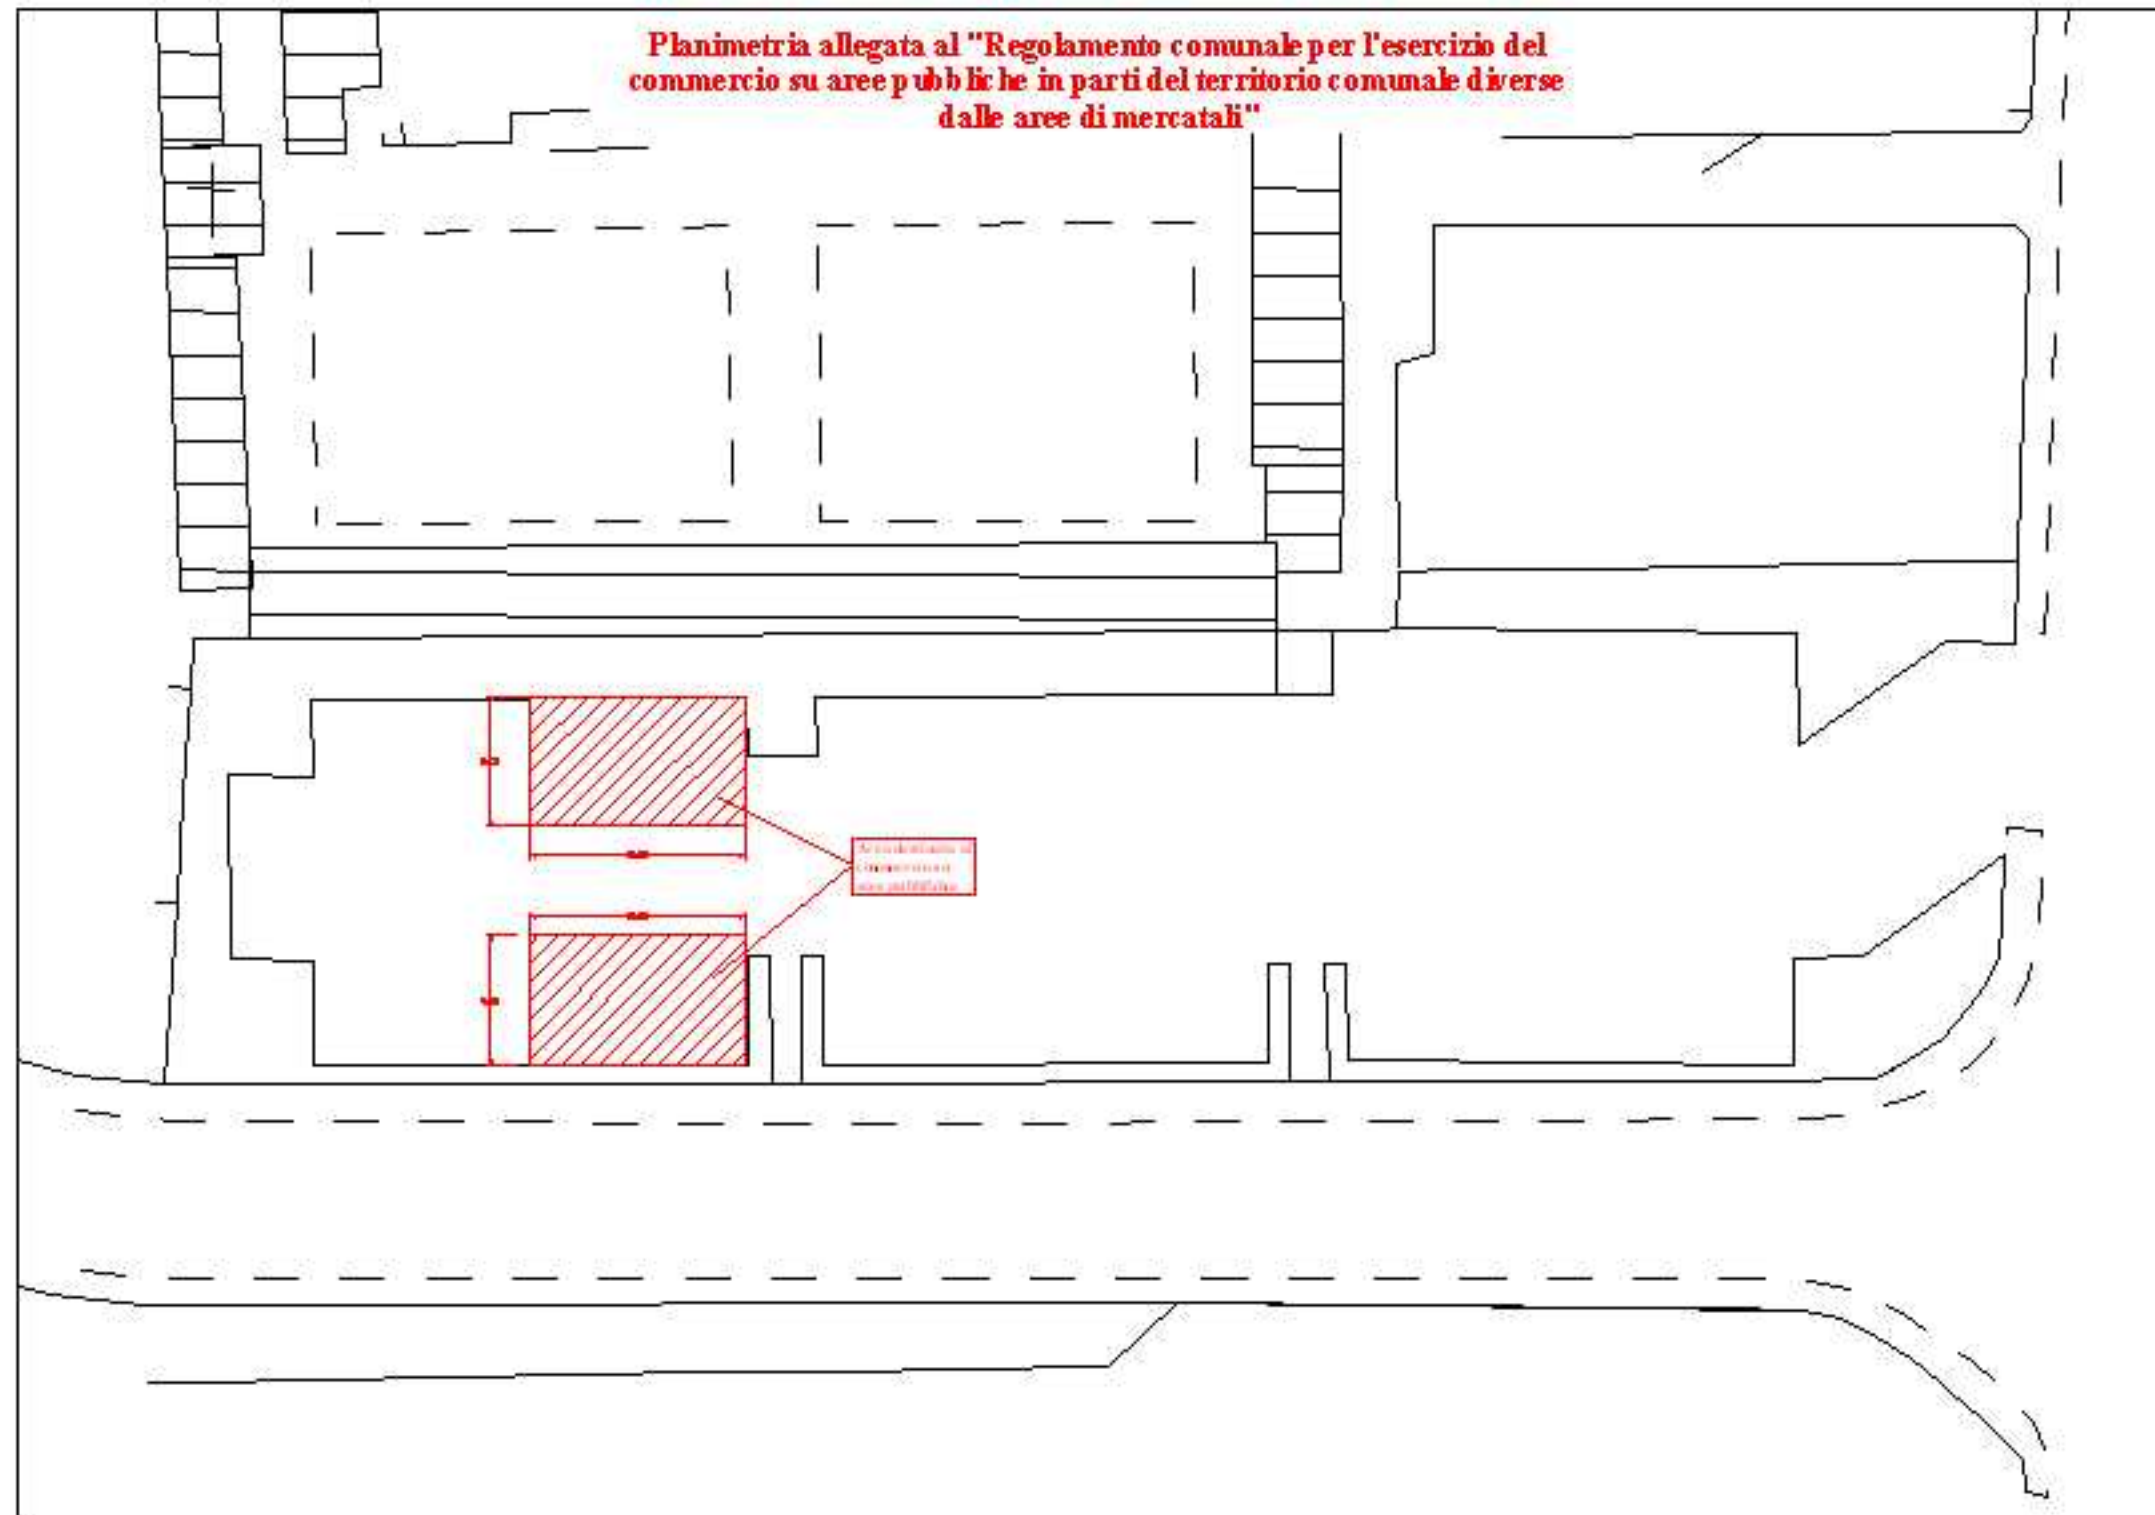 Planimetria allegata al "Regolamento comunale per l'esercizio del
commercio su aree pubbliche in parti del territorio comunale diverse
dalle aree di mercatali"